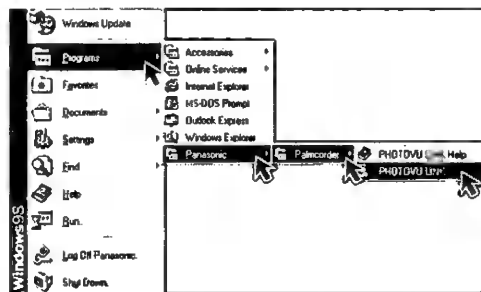 Windows Update
Programs
Favorites
Documents
Settings
Find
Help
Run...
Log Off Panasonic
Shut Down...
Windows98
Accessories
Online Services
Internet Explorer
MS-DOS Prompt
Outlook Express
Windows Explorer
Panasonic
Palmcorder
PHOTOVU Help
PHOTOVU